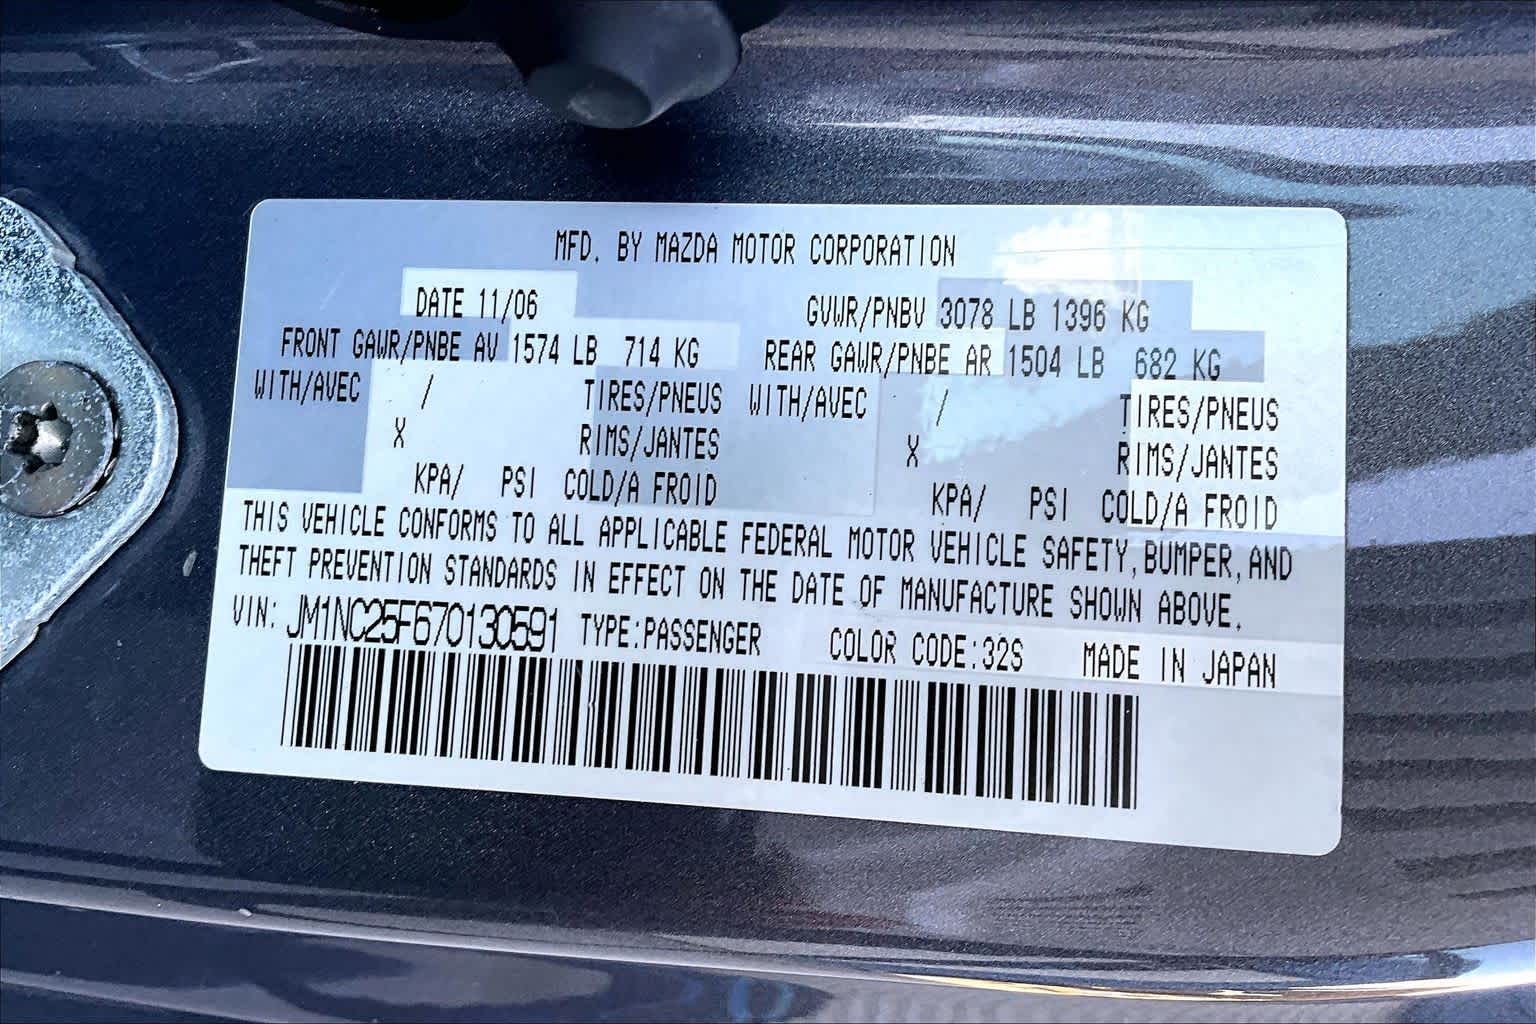 MFD. BY MAZDA MOTOR CORPORATION
DATE 11/06 GVWR/PNBV 3078 LB 1396 KG
FRONT GAWR/PNBE AV 1574 LB 714 KG REAR GAWR/PNBE AR 1504 LB 682 KG
WITH/AVEC / TIRES/PNEUS WITH/AVEC / TIRES/PNEUS
X RIMS/JANTES X RIMS/JANTES
KPA/ PSI COLD/A FROID KPA/ PSI COLD/A FROID
THIS VEHICLE CONFORMS TO ALL APPLICABLE FEDERAL MOTOR VEHICLE SAFETY, BUMPER, AND
THEFT PREVENTION STANDARDS IN EFFECT ON THE DATE OF MANUFACTURE SHOWN ABOVE.
VIN: JM1NC25F670130591 TYPE:PASSENGER COLOR CODE:32S MADE IN JAPAN